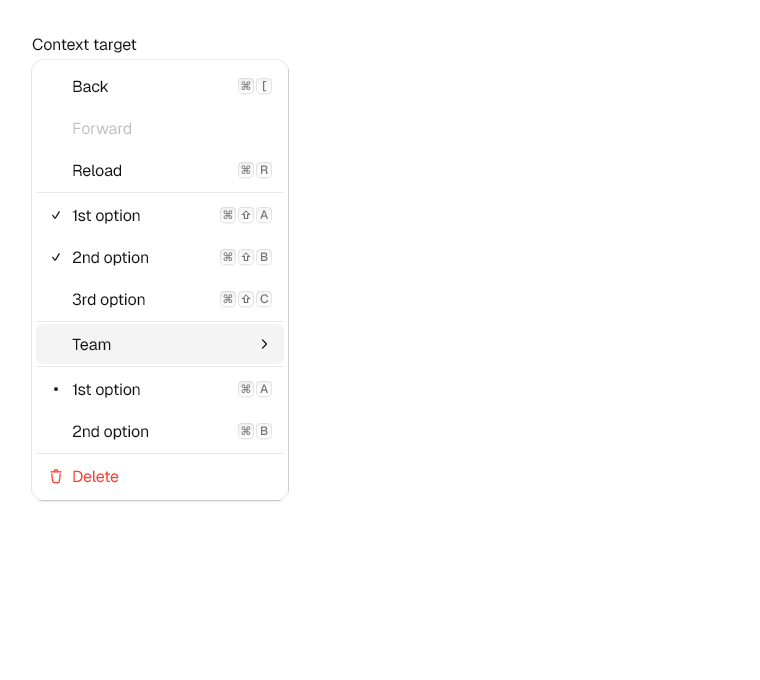 Context target
Back ⌘ [
Forward
Reload ⌘ R
1st option ⌘ ⇧ A
2nd option ⌘ ⇧ B
3rd option ⌘ ⇧ C
Team
1st option ⌘ A
2nd option ⌘ B
Delete